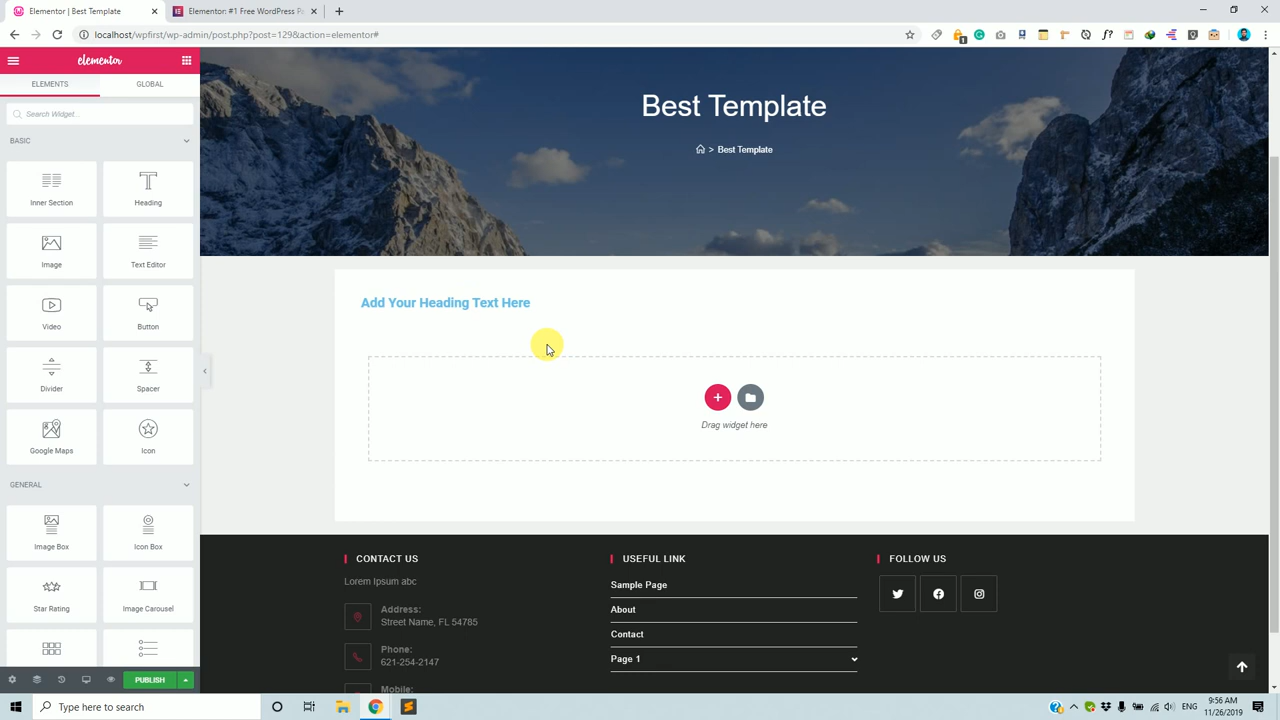 Elementor | Best Template
Elementor: #1 Free WordPress P
localhost/wpfirst/wp-admin/post.php?post=129&action=elementor#
1
elementor
ELEMENTS
GLOBAL
Search Widget...
BASIC
Inner Section
Heading
Image
Text Editor
Video
Button
Divider
Spacer
Google Maps
Icon
GENERAL
Image Box
Icon Box
Star Rating
Image Carousel
PUBLISH
Best Template
> Best Template
Add Your Heading Text Here
Drag widget here
CONTACT US
Lorem Ipsum abc
Address:
Street Name, FL 54785
Phone:
621-254-2147
Mobile:
USEFUL LINK
Sample Page
About
Contact
Page 1
FOLLOW US
Type here to search
ENG
9:56 AM
11/26/2019